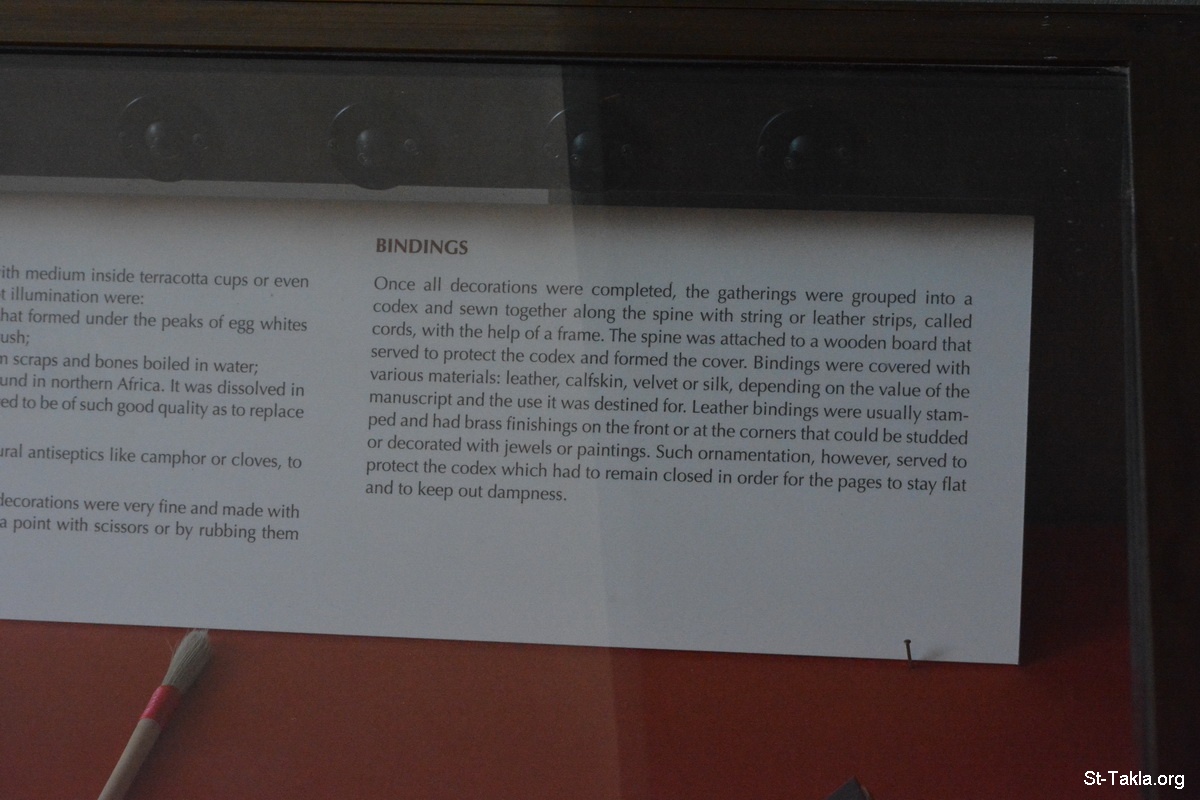 ith medium inside terracotta cups or even
t illumination were:
hat formed under the peaks of egg whites
ush;
scraps and bones boiled in water;
und in northern Africa. It was dissolved in
ed to be of such good quality as to replace
ural antiseptics like camphor or cloves, to
decorations were very fine and made with
a point with scissors or by rubbing them
BINDINGS
Once all decorations were completed, the gatherings were grouped into a
codex and sewn together along the spine with string or leather strips, called
cords, with the help of a frame. The spine was attached to a wooden board that
served to protect the codex and formed the cover. Bindings were covered with
various materials: leather, calfskin, velvet or silk, depending on the value of the
manuscript and the use it was destined for. Leather bindings were usually stam-
ped and had brass finishings on the front or at the corners that could be studded
or decorated with jewels or paintings. Such ornamentation, however, served to
protect the codex which had to remain closed in order for the pages to stay flat
and to keep out dampness.
St-Takla.org